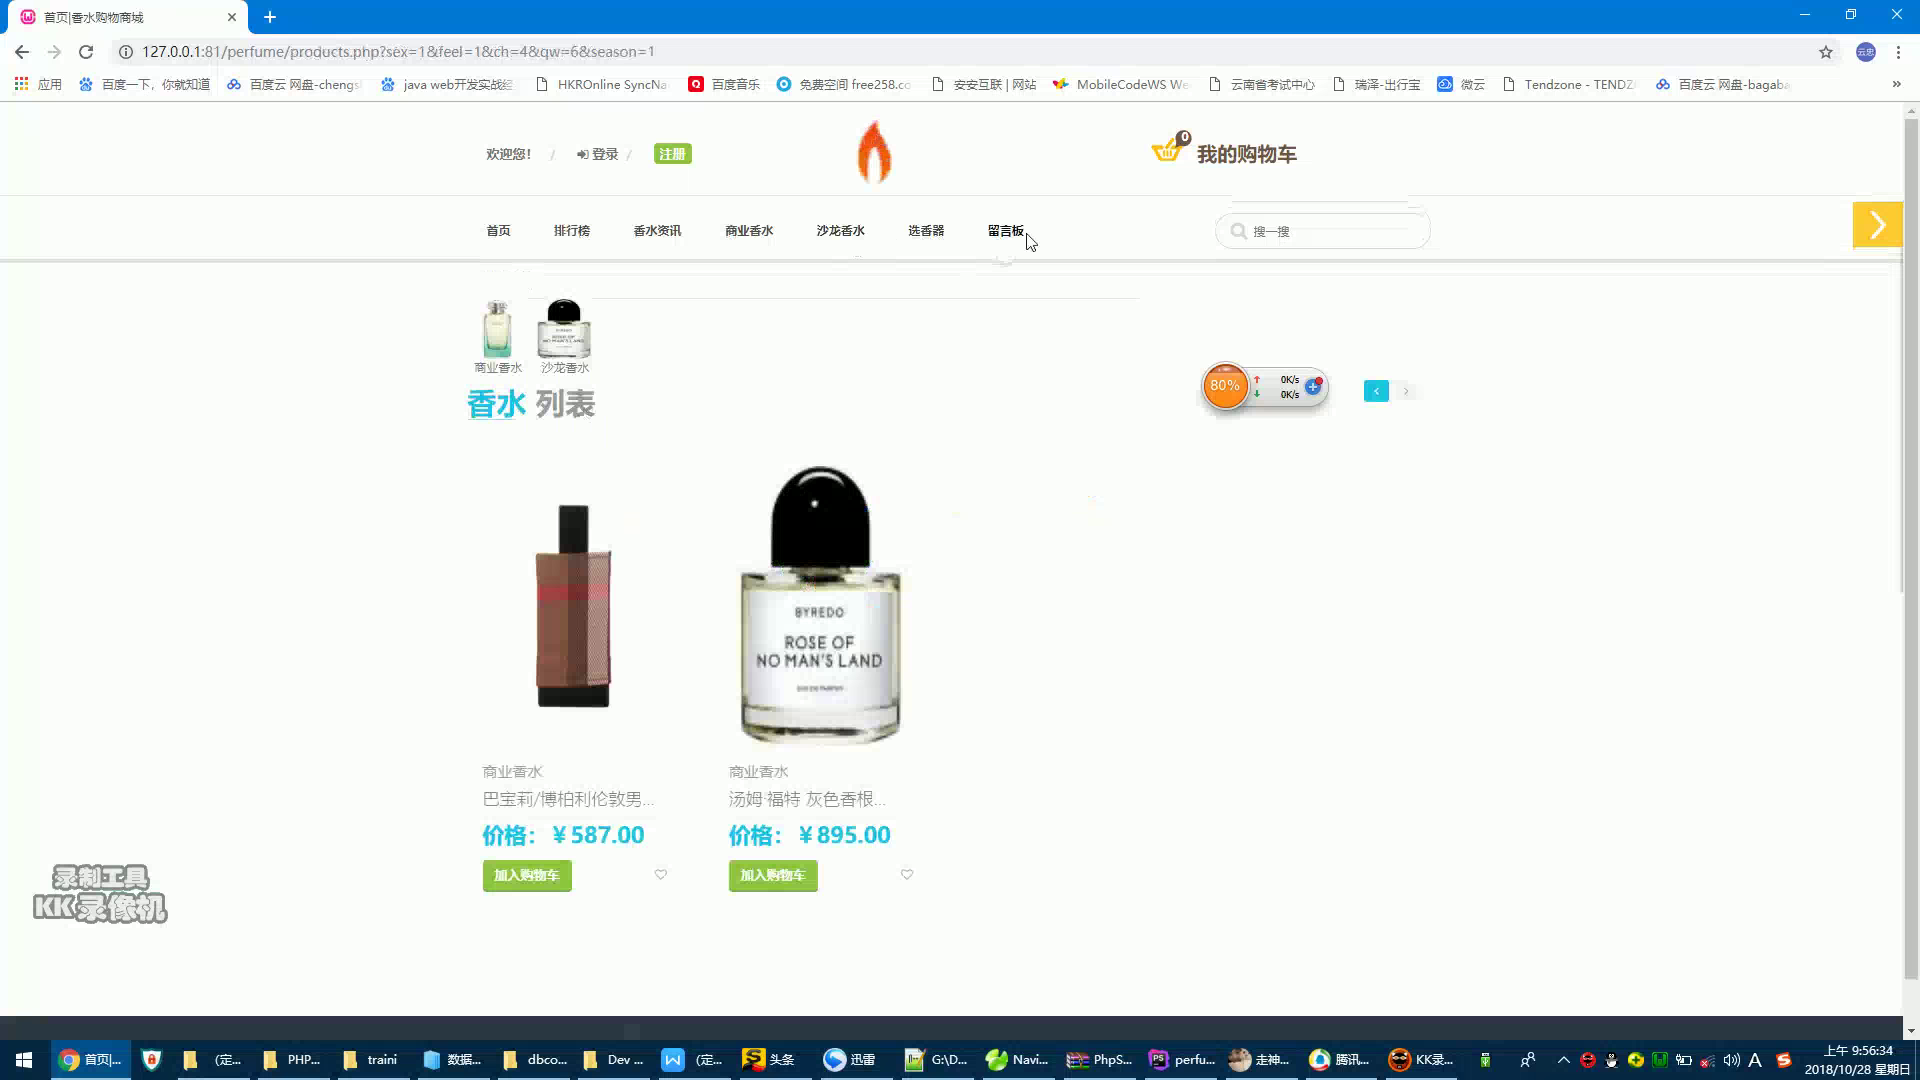 首页|香水购物商城
127.0.0.1:81/perfume/products.php?sex=1&feel=1&ch=4&qw=6&season=1
云忠
应用 百度一下，你就知道 百度云 网盘-chengs java web开发实战经 HKROnline SyncNa 百度音乐 免费空间 free258.co 安安互联 | 网站 MobileCodeWS We 云南省考试中心 瑞泽-出行宝 微云 Tendzone - TENDZ 百度云 网盘-bagaba »
欢迎您！ / 登录 / 注册
0
我的购物车
首页 排行榜 香水资讯 商业香水 沙龙香水 选香器 留言板 搜一搜
BYREDO
ROSE OF
NO MAN'S LAND
商业香水 沙龙香水
香水 列表
80% 0K/s
0K/s
BYREDO
ROSE OF
NO MAN'S LAND
EAU DE PARFUM
商业香水 商业香水
巴宝莉/博柏利伦敦男... 汤姆·福特 灰色香根...
价格：￥587.00 价格：￥895.00
加入购物车 加入购物车
录制工具
KK录像机
首页|... (定... PHP... traini 数据... dbco... Dev ... (定... 头条 迅雷 G:\D... Navi... PhpS... perfu... 走神... 腾讯... KK录...
A
上午 9:56:34
2018/10/28 星期日